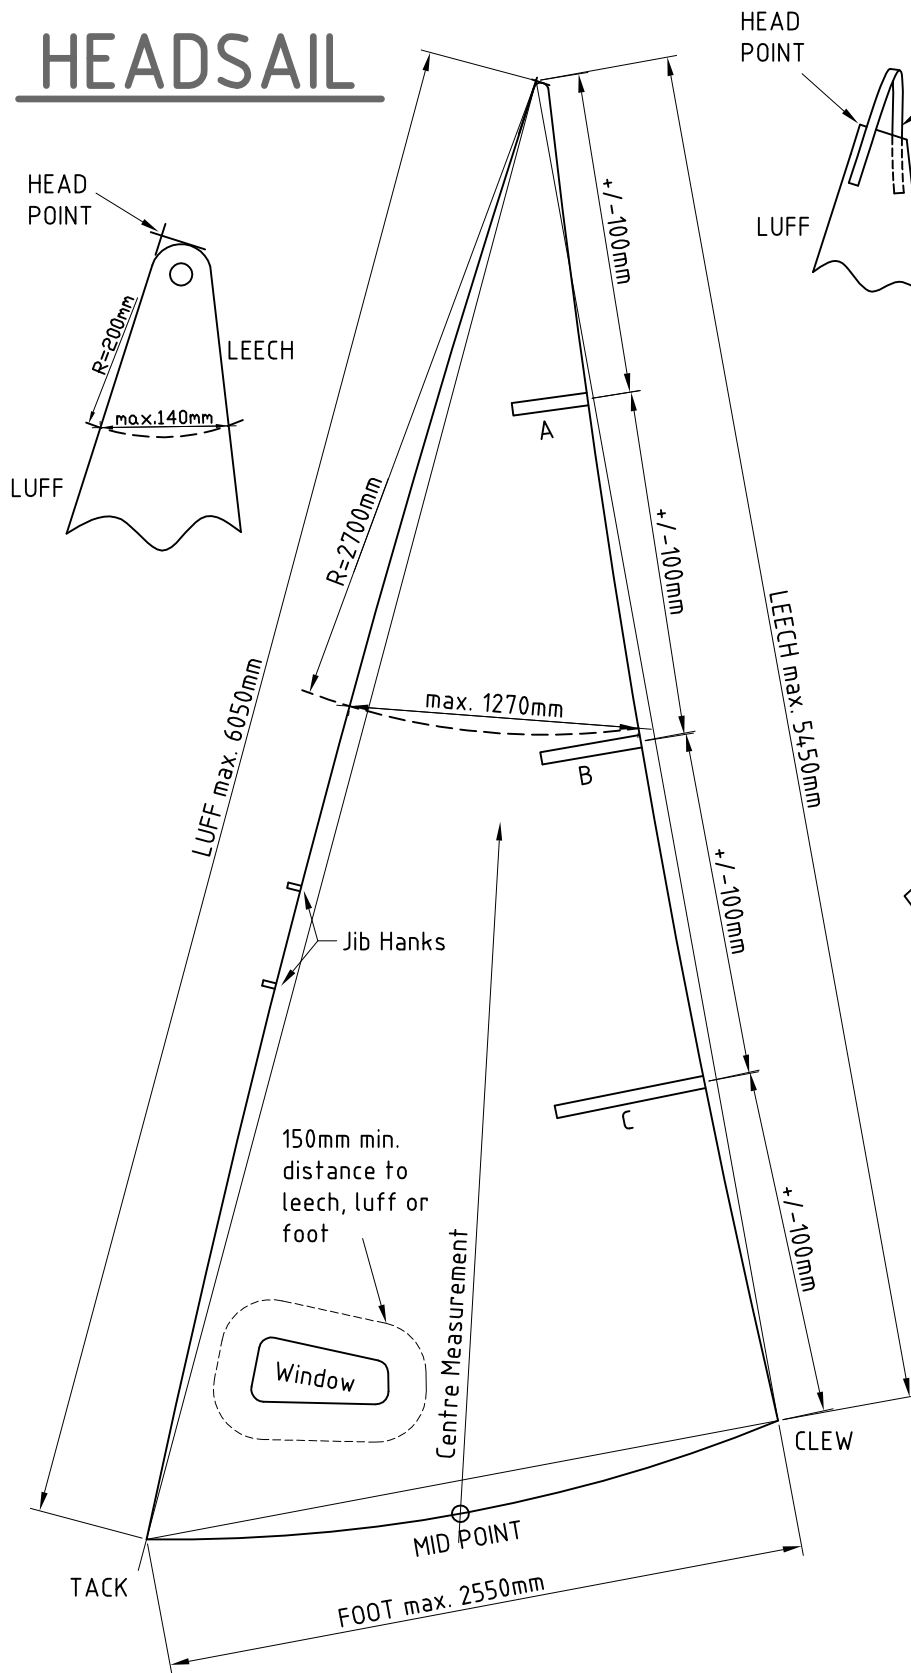 HEADSAIL
HEAD
POINT
HEAD
POINT
LUFF
R=200mm
LEECH
max.140mm
LUFF
+/-100mm
A
R=2700mm
+/-100mm
LEECH max. 5450mm
LUFF max. 6050mm
max. 1270mm
B
+/-100mm
Jib Hanks
C
150mm min.
distance to
leech, luff or
foot
+/-100mm
Centre Measurement
Window
CLEW
MID POINT
TACK
FOOT max. 2550mm